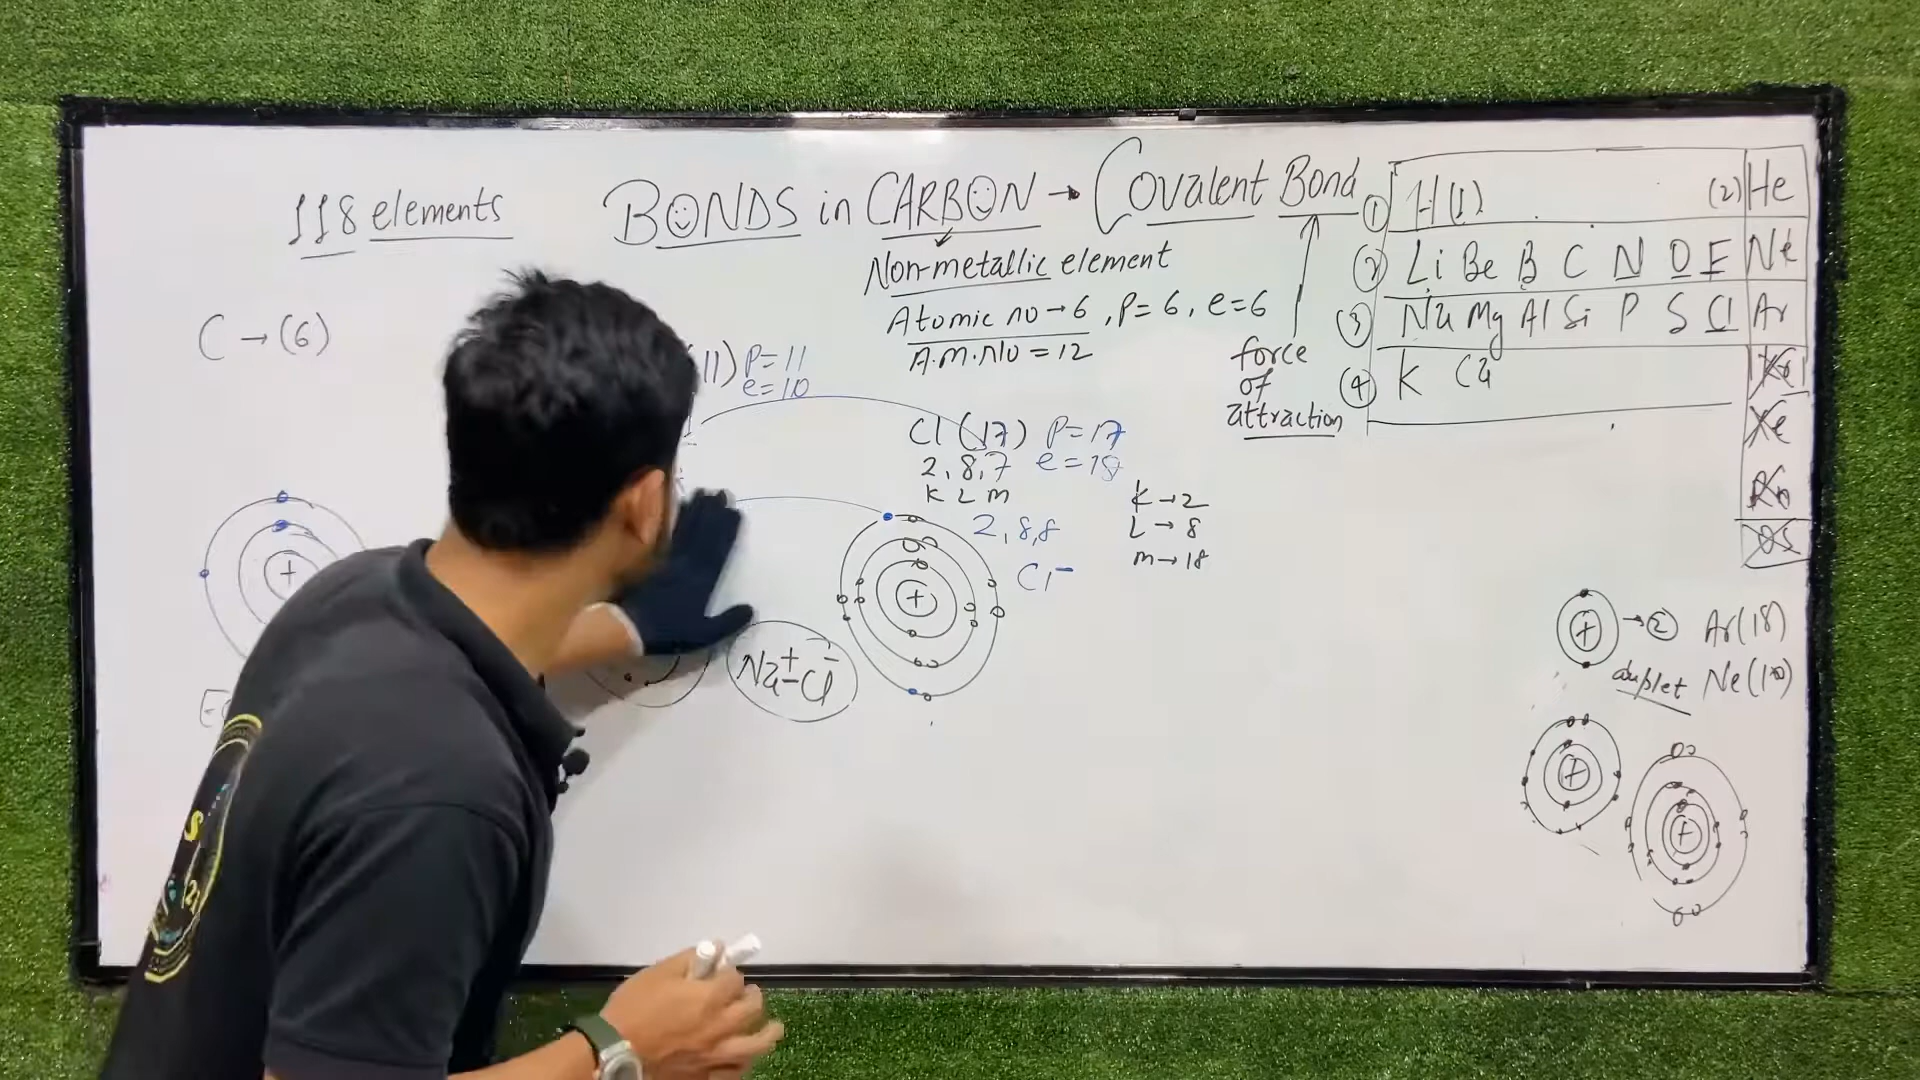 118 elements
BONDS in CARBON → Covalent Bond
Non-metallic element
Atomic no → 6, P = 6, e = 6
A.M.No = 12
force
of
attraction
C → (6)
11) P = 11
e = 10
Cl (17) P = 17
2, 8, 7 e = 18
K L M
2, 8, 8
Cl⁻
K → 2
L → 8
m → 18
Na⁺ Cl⁻
① H(1) (2) He
② Li Be B C N O F Ne
③ Na Mg Al Si P S Cl Ar
④ K Ca Kr
Xe
Rn
→ ② Ar(18)
duplet Ne(10)
+
+
+
+
+